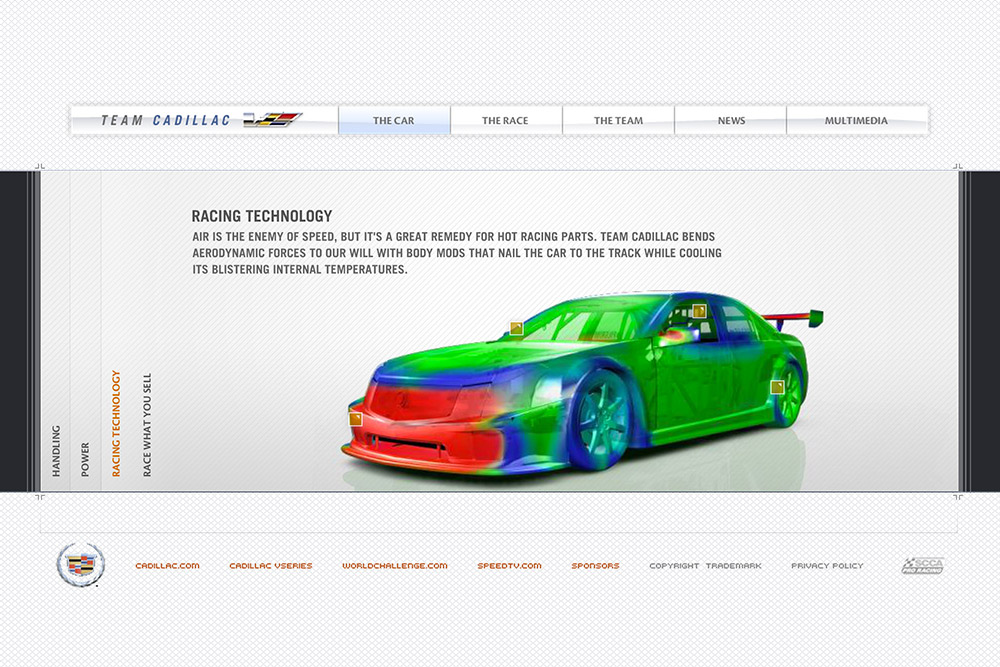 TEAM CADILLAC
THE CAR
THE RACE
THE TEAM
NEWS
MULTIMEDIA
RACING TECHNOLOGY
AIR IS THE ENEMY OF SPEED, BUT IT'S A GREAT REMEDY FOR HOT RACING PARTS. TEAM CADILLAC BENDS
AERODYNAMIC FORCES TO OUR WILL WITH BODY MODS THAT NAIL THE CAR TO THE TRACK WHILE COOLING
ITS BLISTERING INTERNAL TEMPERATURES.
HANDLING
POWER
RACING TECHNOLOGY
RACE WHAT YOU SELL
CADILLAC.COM
CADILLAC VSERIES
WORLDCHALLENGE.COM
SPEEDTV.COM
SPONSORS
COPYRIGHT TRADEMARK
PRIVACY POLICY
SCCA
PRO RACING